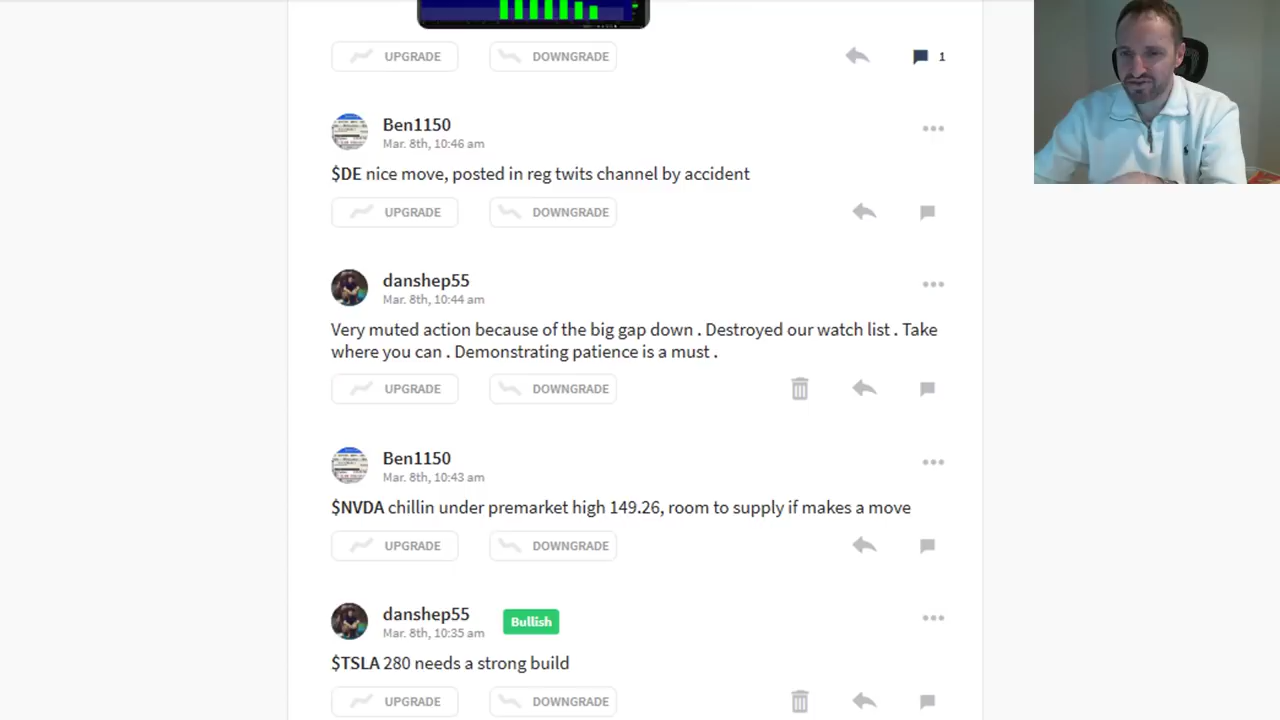 UPGRADE DOWNGRADE 1
Ben1150
Mar. 8th, 10:46 am
$DE nice move, posted in reg twits channel by accident
UPGRADE DOWNGRADE
danshep55
Mar. 8th, 10:44 am
Very muted action because of the big gap down . Destroyed our watch list . Take
where you can . Demonstrating patience is a must .
UPGRADE DOWNGRADE
Ben1150
Mar. 8th, 10:43 am
$NVDA chillin under premarket high 149.26, room to supply if makes a move
UPGRADE DOWNGRADE
danshep55 Bullish
Mar. 8th, 10:35 am
$TSLA 280 needs a strong build
UPGRADE DOWNGRADE